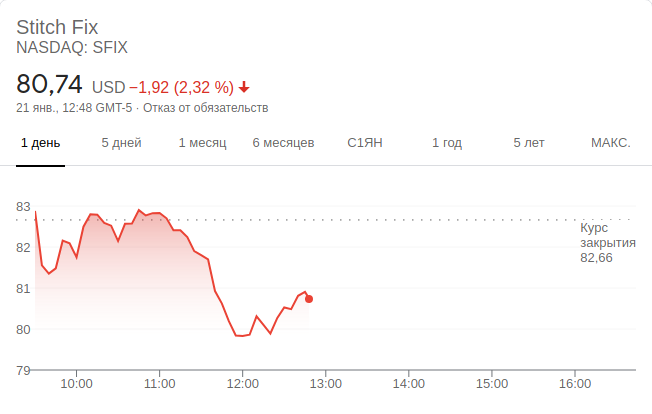 Stitch Fix
NASDAQ: SFIX
80,74 USD −1,92 (2,32 %)
21 янв., 12:48 GMT-5 · Отказ от обязательств
1 день 5 дней 1 месяц 6 месяцев С1ЯН 1 год 5 лет МАКС.
83
82
81
80
79
Курс
закрытия
82,66
10:00 11:00 12:00 13:00 14:00 15:00 16:00